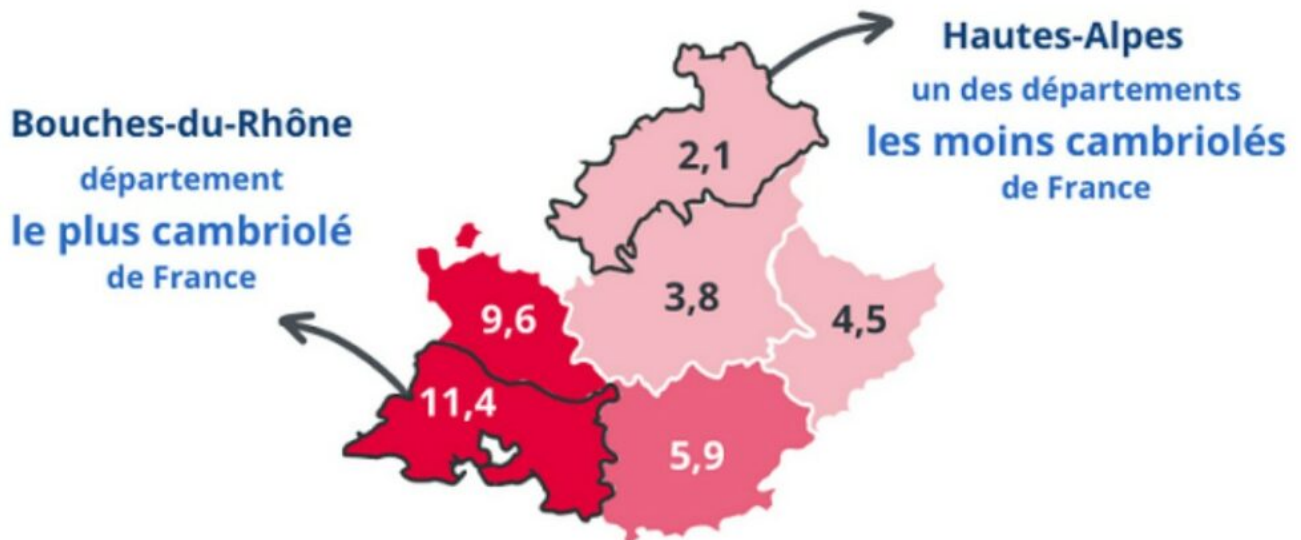 Hautes-Alpes
un des départements
les moins cambriolés
de France
Bouches-du-Rhône
département
le plus cambriolé
de France
2,1
3,8
4,5
9,6
11,4
5,9